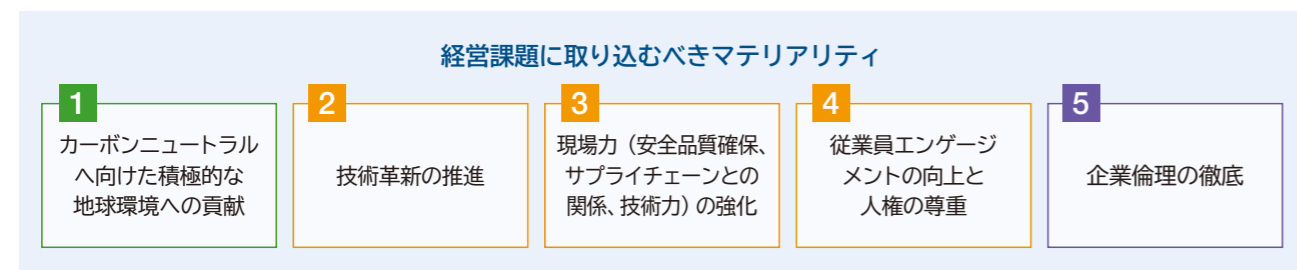 経営課題に取り込むべきマテリアリティ
1
カーボンニュートラル
へ向けた積極的な
地球環境への貢献
2
技術革新の推進
3
現場力（安全品質確保、
サプライチェーンとの
関係、技術力）の強化
4
従業員エンゲージ
メントの向上と
人権の尊重
5
企業倫理の徹底